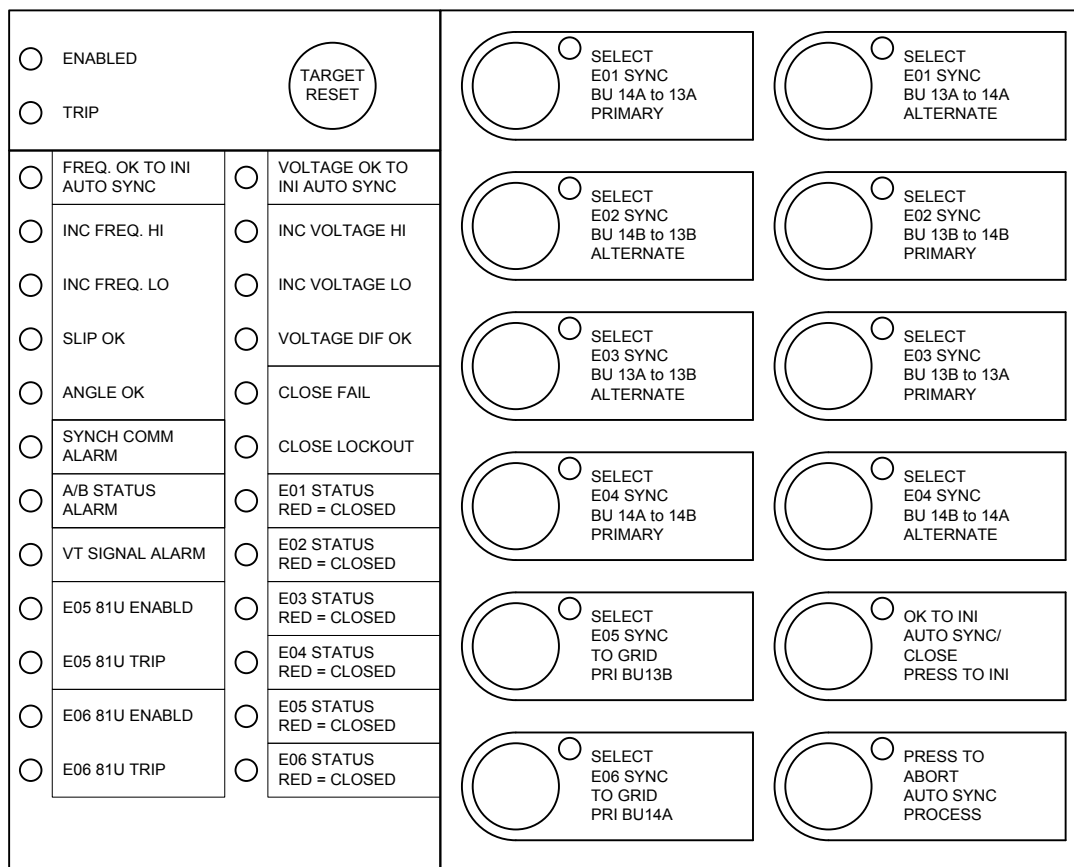 ENABLED
TRIP
TARGET
RESET
FREQ. OK TO INI
AUTO SYNC
INC FREQ. HI
INC FREQ. LO
SLIP OK
ANGLE OK
SYNCH COMM
ALARM
A/B STATUS
ALARM
VT SIGNAL ALARM
E05 81U ENABLD
E05 81U TRIP
E06 81U ENABLD
E06 81U TRIP
VOLTAGE OK TO
INI AUTO SYNC
INC VOLTAGE HI
INC VOLTAGE LO
VOLTAGE DIF OK
CLOSE FAIL
CLOSE LOCKOUT
E01 STATUS
RED = CLOSED
E02 STATUS
RED = CLOSED
E03 STATUS
RED = CLOSED
E04 STATUS
RED = CLOSED
E05 STATUS
RED = CLOSED
E06 STATUS
RED = CLOSED
SELECT
E01 SYNC
BU 14A to 13A
PRIMARY
SELECT
E01 SYNC
BU 13A to 14A
ALTERNATE
SELECT
E02 SYNC
BU 14B to 13B
ALTERNATE
SELECT
E02 SYNC
BU 13B to 14B
PRIMARY
SELECT
E03 SYNC
BU 13A to 13B
ALTERNATE
SELECT
E03 SYNC
BU 13B to 13A
PRIMARY
SELECT
E04 SYNC
BU 14A to 14B
PRIMARY
SELECT
E04 SYNC
BU 14B to 14A
ALTERNATE
SELECT
E05 SYNC
TO GRID
PRI BU13B
OK TO INI
AUTO SYNC/
CLOSE
PRESS TO INI
SELECT
E06 SYNC
TO GRID
PRI BU14A
PRESS TO
ABORT
AUTO SYNC
PROCESS